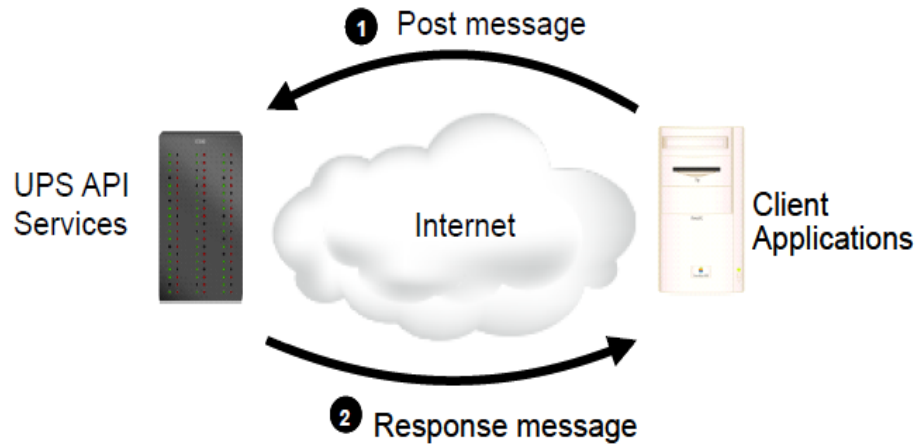 1 Post message
UPS API
Services
Internet
Client
Applications
2 Response message